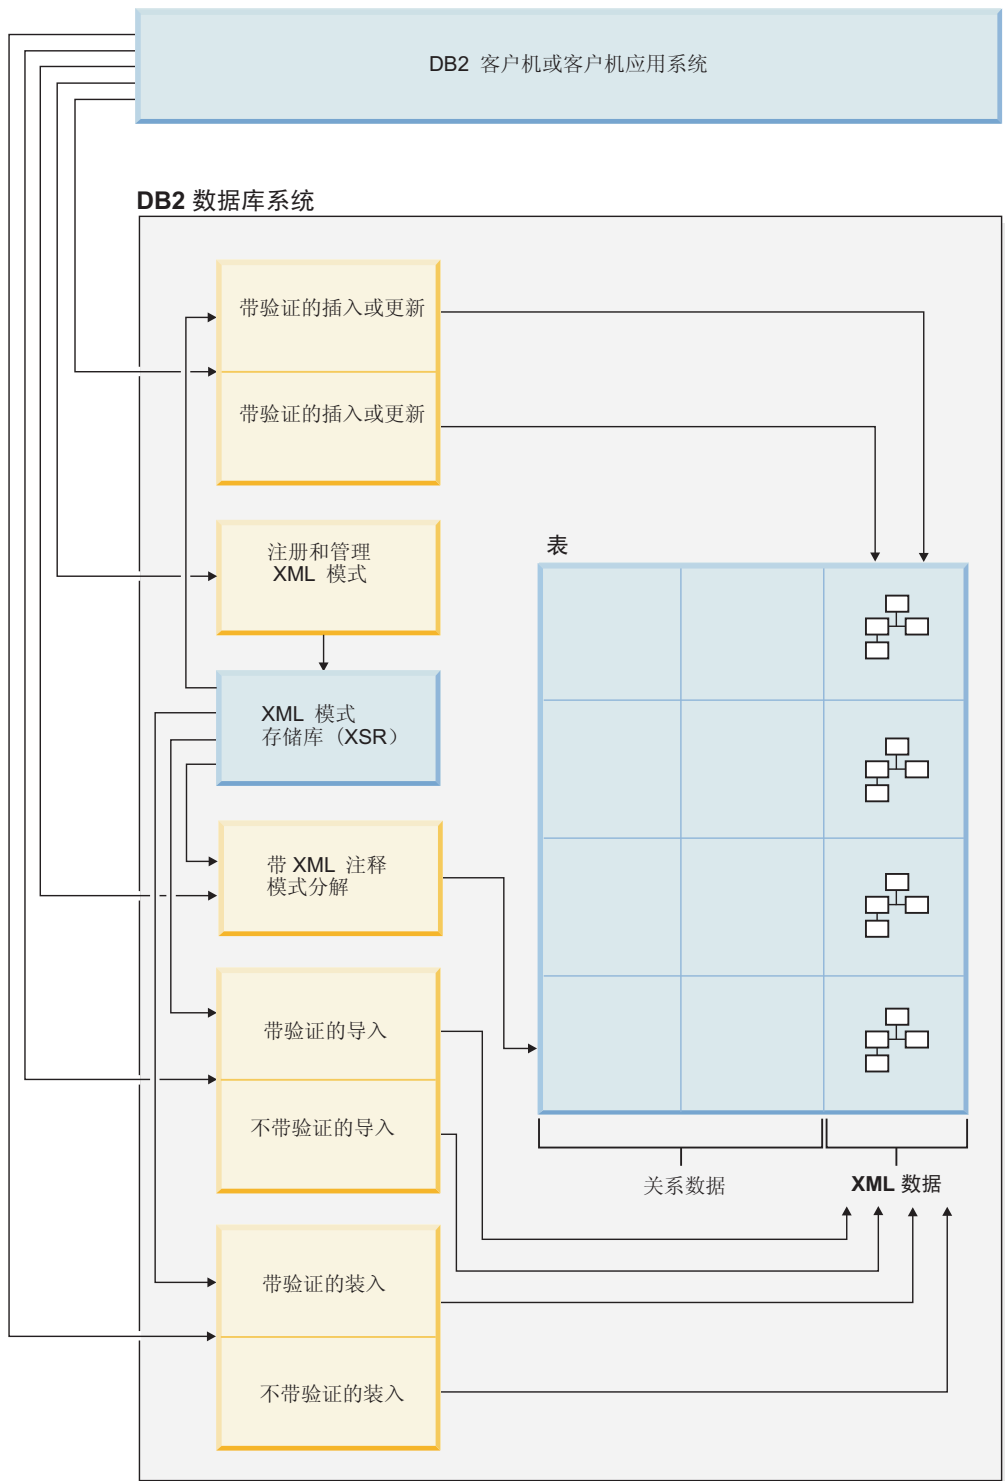 DB2 客户机或客户机应用系统
DB2 数据库系统
带验证的插入或更新
带验证的插入或更新
注册和管理
XML 模式
表
XML 模式
存储库（XSR）
带 XML 注释
模式分解
带验证的导入
不带验证的导入
关系数据
XML 数据
带验证的装入
不带验证的装入